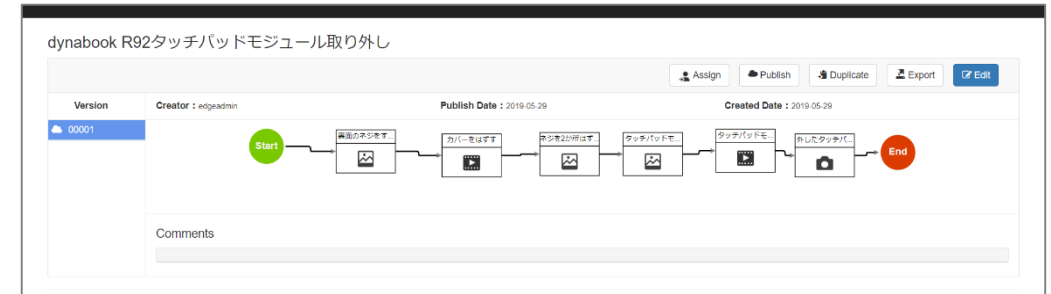 dynabook R92タッチパッドモジュール取り外し
Assign
Publish
Duplicate
Export
Edit
Version
Creator : edgeadmin
Publish Date : 2019-05-29
Created Date : 2019-05-29
00001
Start
裏面のネジをす...
カバーをはずす
ネジを2か所はず...
タッチパッドモ...
タッチパッドモ...
外したタッチパ...
End
Comments